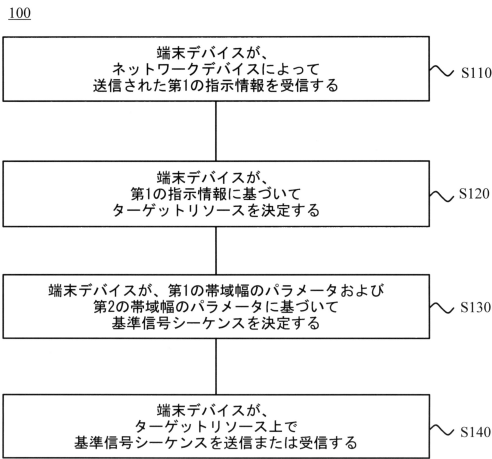 100
端末デバイスが、
ネットワークデバイスによって
送信された第1の指示情報を受信する
S110
端末デバイスが、
第1の指示情報に基づいて
ターゲットリソースを決定する
S120
端末デバイスが、第1の帯域幅のパラメータおよび
第2の帯域幅のパラメータに基づいて
基準信号シーケンスを決定する
S130
端末デバイスが、
ターゲットリソース上で
基準信号シーケンスを送信または受信する
S140